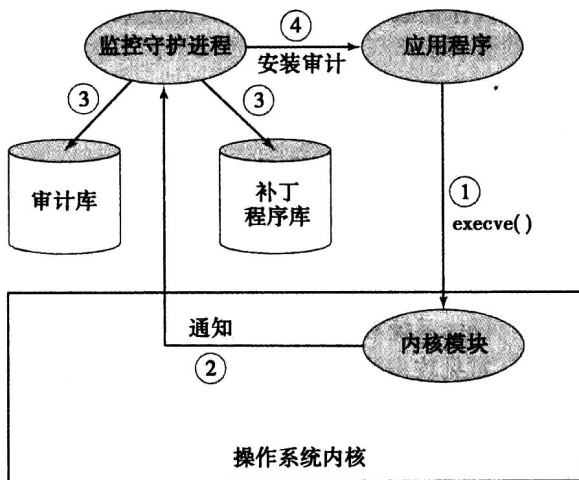 监控守护进程
④
安装审计
应用程序
③
③
审计库
补丁
程序库
①
execve()
通知
②
内核模块
操作系统内核